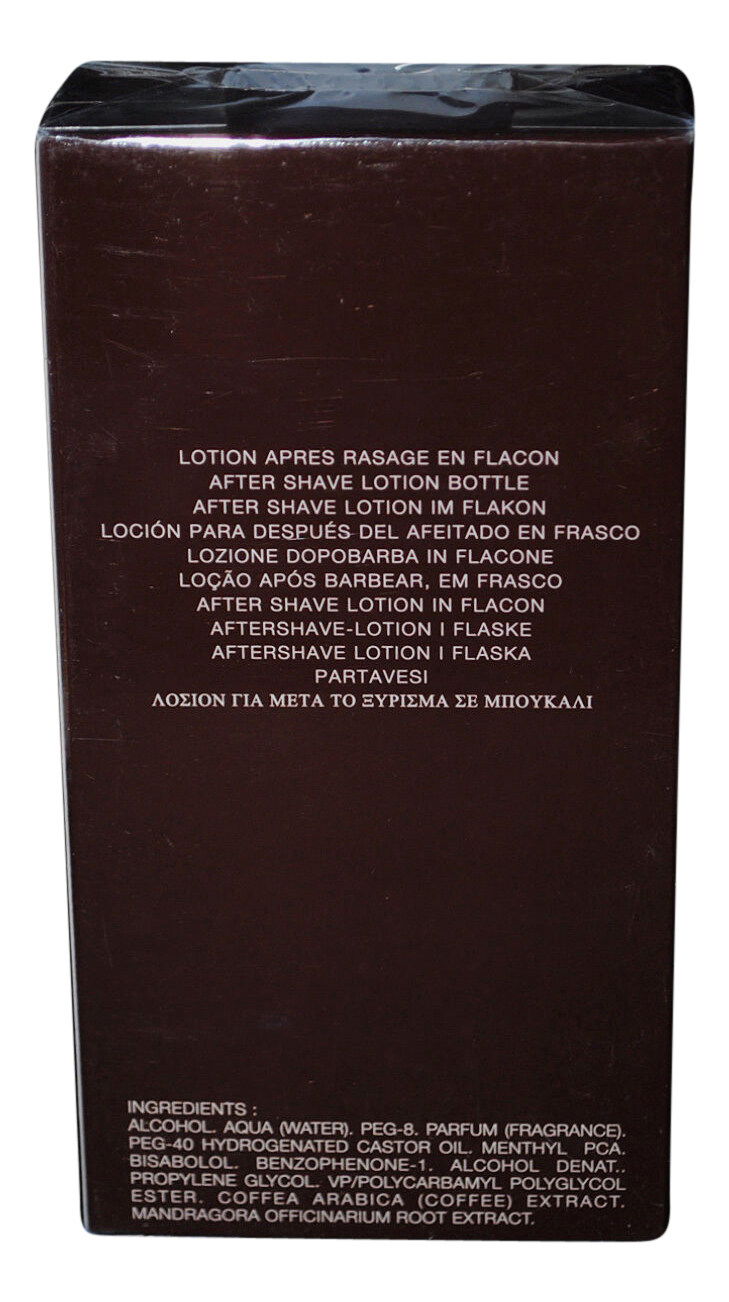 LOTION APRES RASAGE EN FLACON
AFTER SHAVE LOTION BOTTLE
AFTER SHAVE LOTION IM FLAKON
LOCIÓN PARA DESPUÉS DEL AFEITADO EN FRASCO
LOZIONE DOPOBARBA IN FLACONE
LOÇÃO APÓS BARBEAR, EM FRASCO
AFTER SHAVE LOTION IN FLACON
AFTERSHAVE-LOTION I FLASKE
AFTERSHAVE LOTION I FLASKA
PARTAVESI
ΛΟΣΙΟΝ ΓΙΑ ΜΕΤΑ ΤΟ ΞΥΡΙΣΜΑ ΣΕ ΜΠΟΥΚΑΛΙ
INGREDIENTS :
ALCOHOL. AQUA (WATER). PEG-8. PARFUM (FRAGRANCE).
PEG-40 HYDROGENATED CASTOR OIL. MENTHYL PCA.
BISABOLOL. BENZOPHENONE-1. ALCOHOL DENAT..
PROPYLENE GLYCOL. VP/POLYCARBAMYL POLYGLYCOL
ESTER. COFFEA ARABICA (COFFEE) EXTRACT.
MANDRAGORA OFFICINARIUM ROOT EXTRACT.